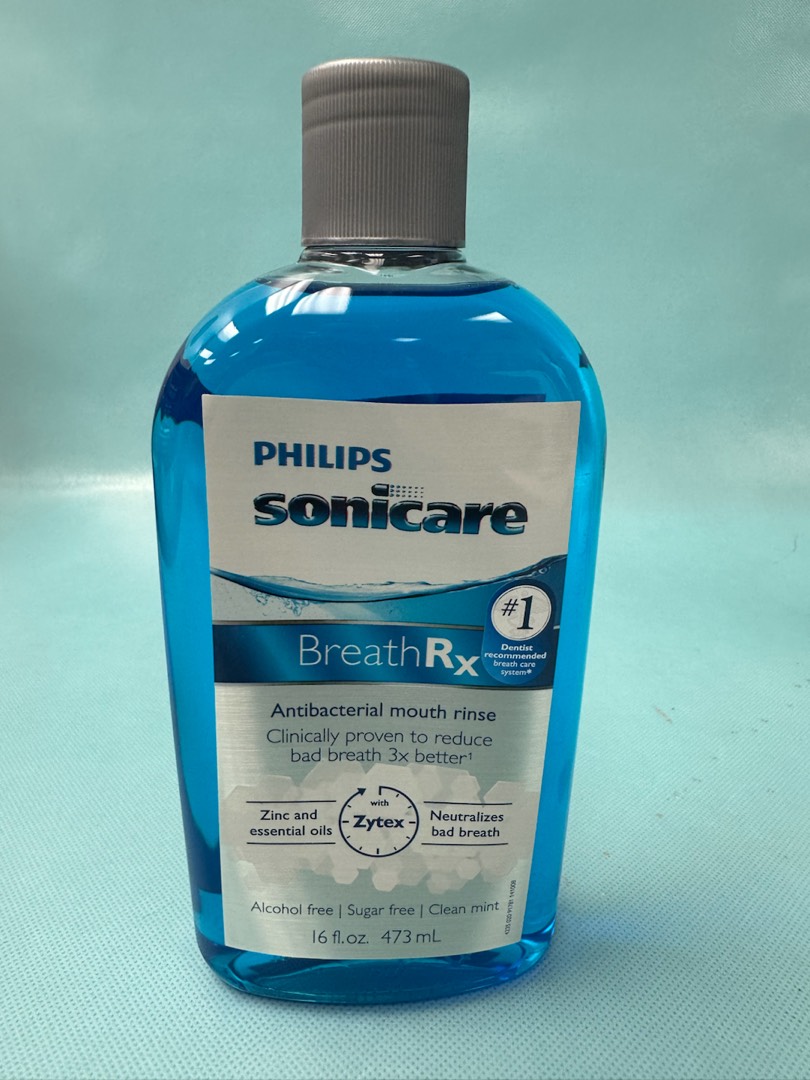 PHILIPS
sonicare
#1
Dentist
recommended
breath care
system*
BreathRx
Antibacterial mouth rinse
Clinically proven to reduce
bad breath 3x better¹
Zinc and
essential oils
with
Zytex
Neutralizes
bad breath
Alcohol free | Sugar free | Clean mint
16 fl.oz. 473 mL